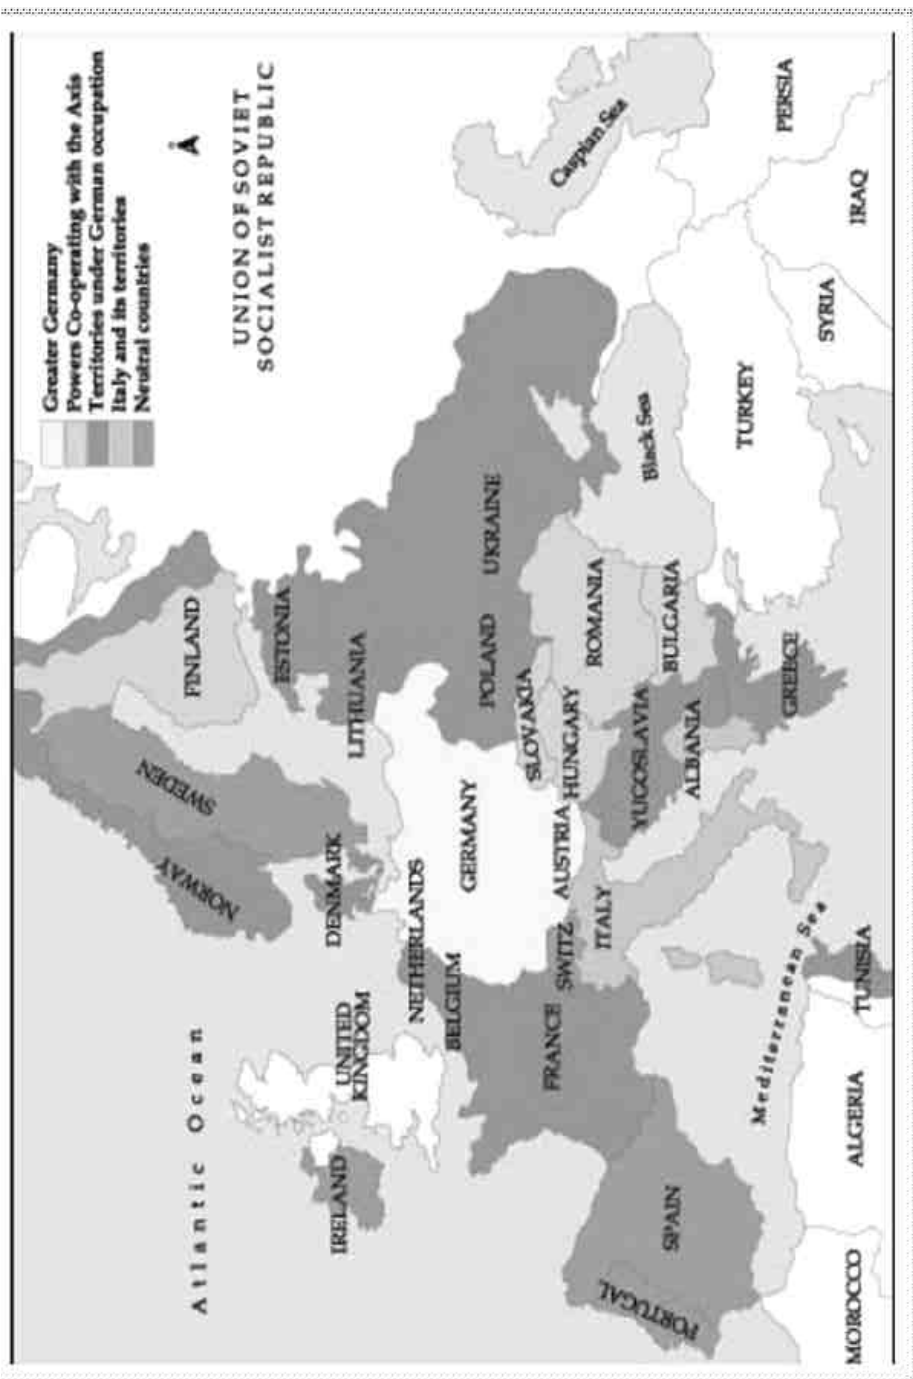 Greater Germany
Powers Co-operating with the Axis
Territories under German occupation
Italy and its territories
Neutral countries
UNION OF SOVIET
SOCIALIST REPUBLIC
Atlantic Ocean
NORWAY
SWEDEN
FINLAND
ESTONIA
LITHUANIA
DENMARK
IRELAND
UNITED
KINGDOM
NETHERLANDS
BELGIUM
GERMANY
POLAND
UKRAINE
SLOVAKIA
FRANCE
SWITZ
AUSTRIA
HUNGARY
ROMANIA
ITALY
YUGOSLAVIA
ALBANIA
BULGARIA
GREECE
Black Sea
Caspian Sea
PORTUGAL
SPAIN
Mediterranean Sea
TURKEY
PERSIA
MOROCCO
ALGERIA
TUNISIA
SYRIA
IRAQ